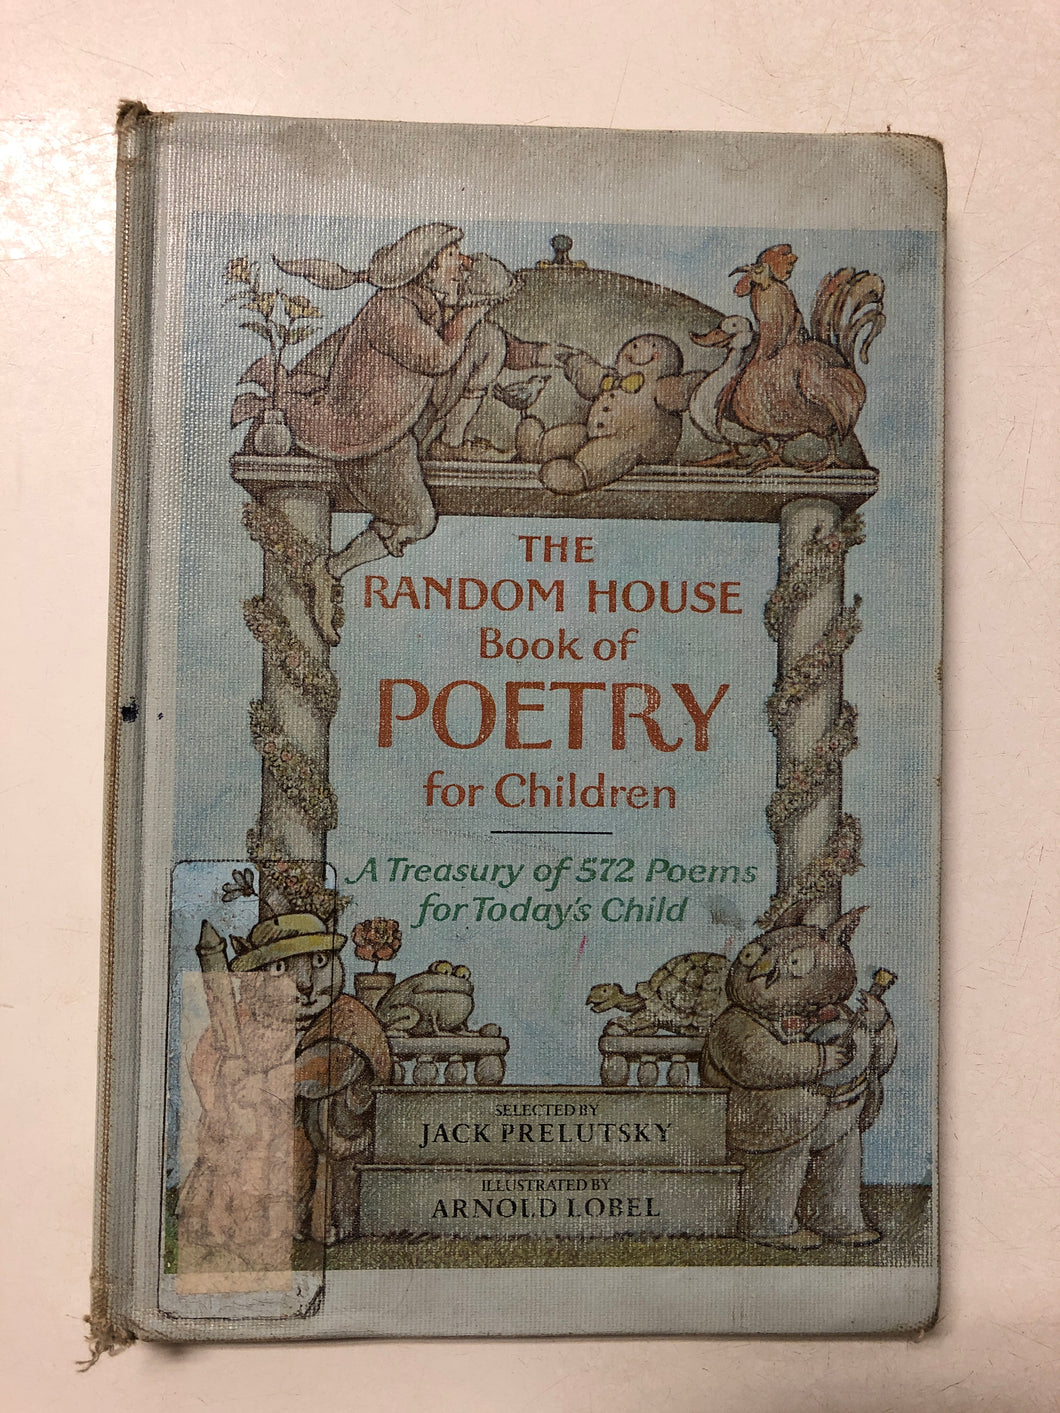 THE
RANDOM HOUSE
Book of
POETRY
for Children
A Treasury of 572 Poems
for Today's Child
SELECTED BY
JACK PRELUTSKY
ILLUSTRATED BY
ARNOLD LOBEL